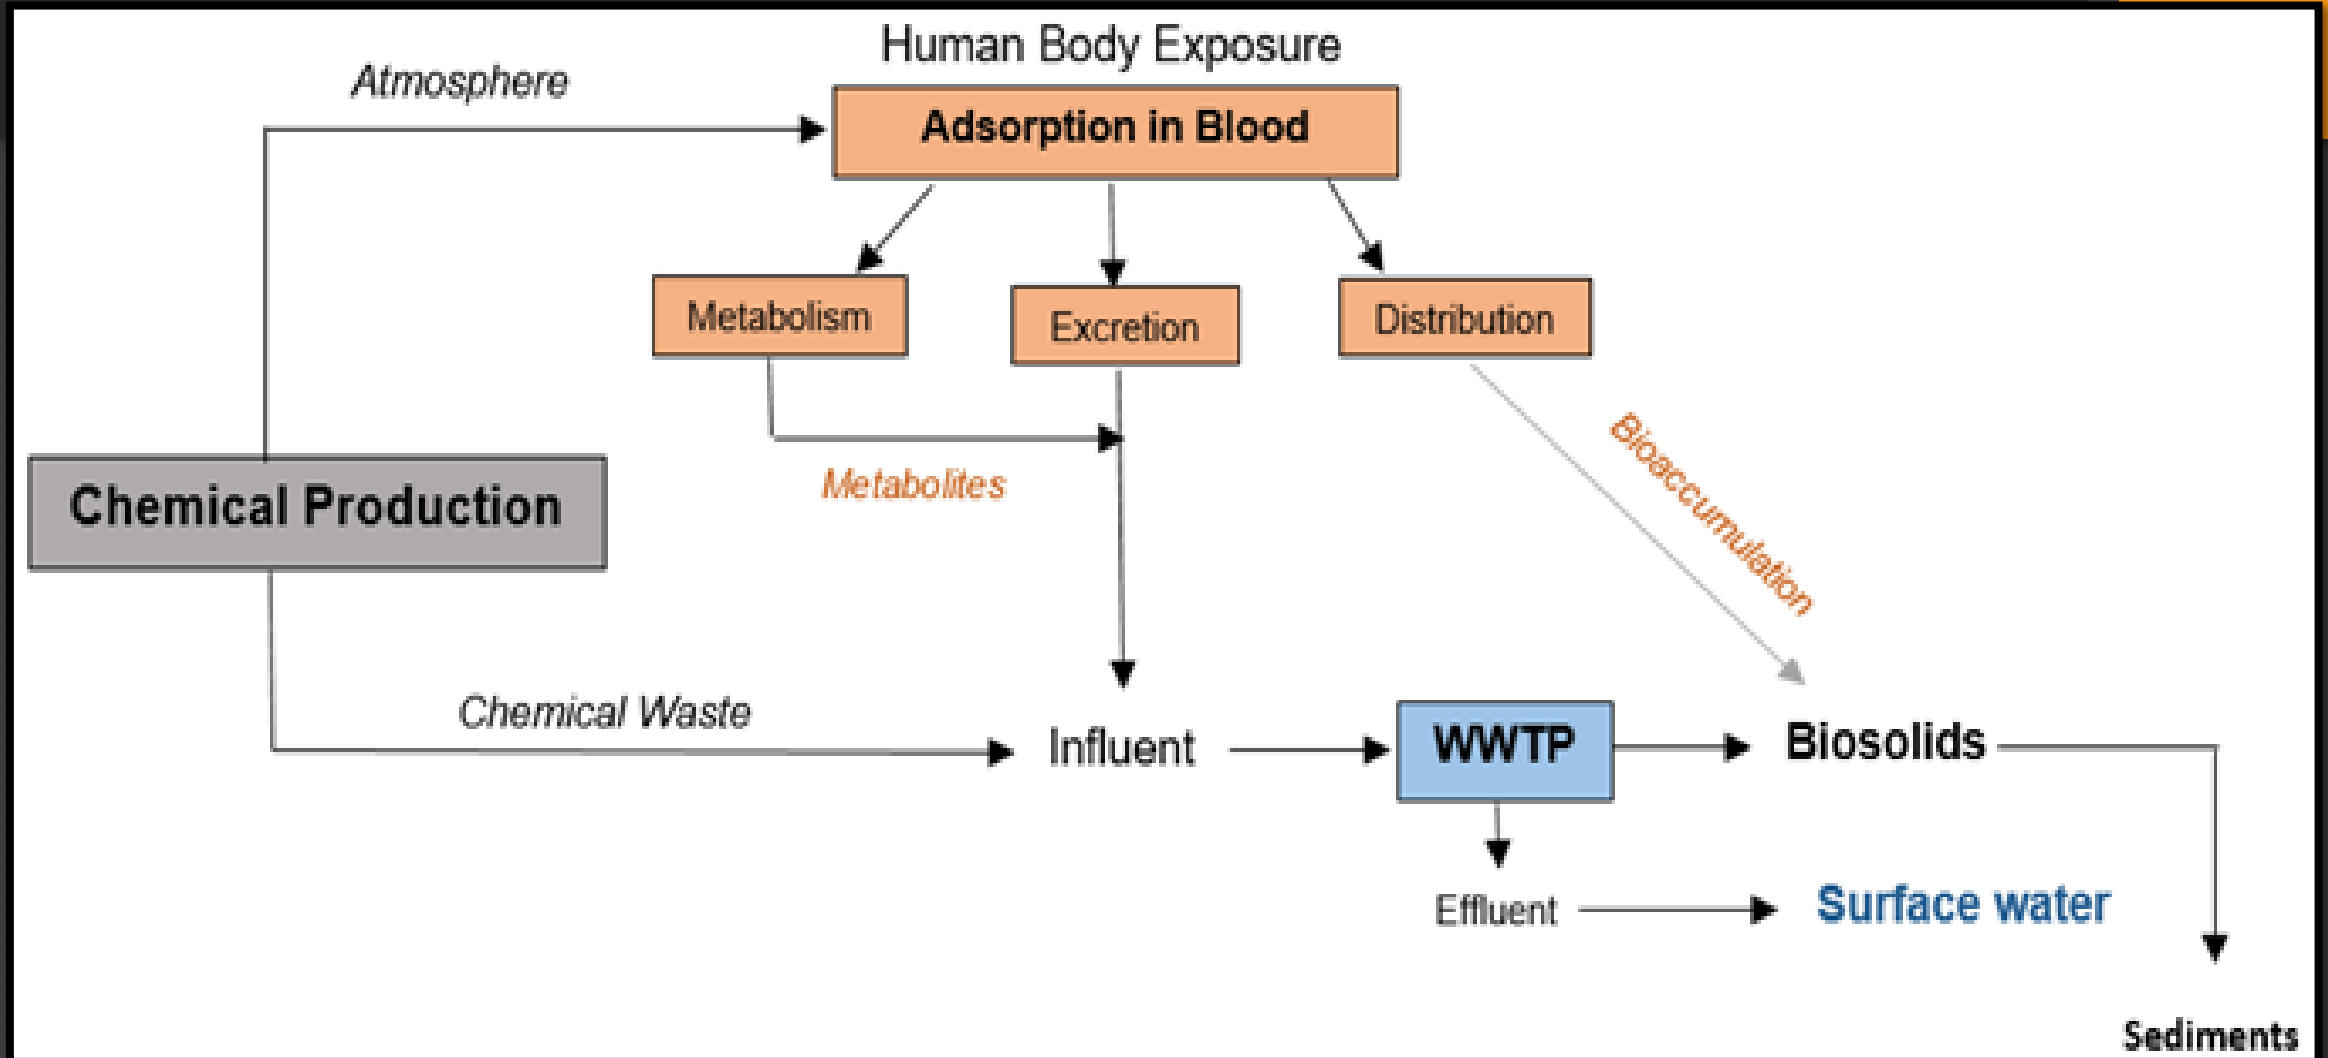 Human Body Exposure
Atmosphere
Adsorption in Blood
Metabolism
Excretion
Distribution
Metabolites
Bioaccumulation
Chemical Production
Chemical Waste
Influent
WWTP
Biosolids
Effluent
Surface water
Sediments